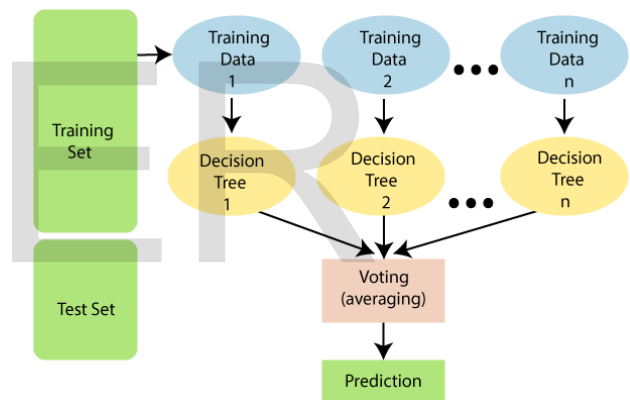 Training
Set
Test Set
Training
Data
1
Training
Data
2
Training
Data
n
Decision
Tree
1
Decision
Tree
2
Decision
Tree
n
Voting
(averaging)
Prediction
ER